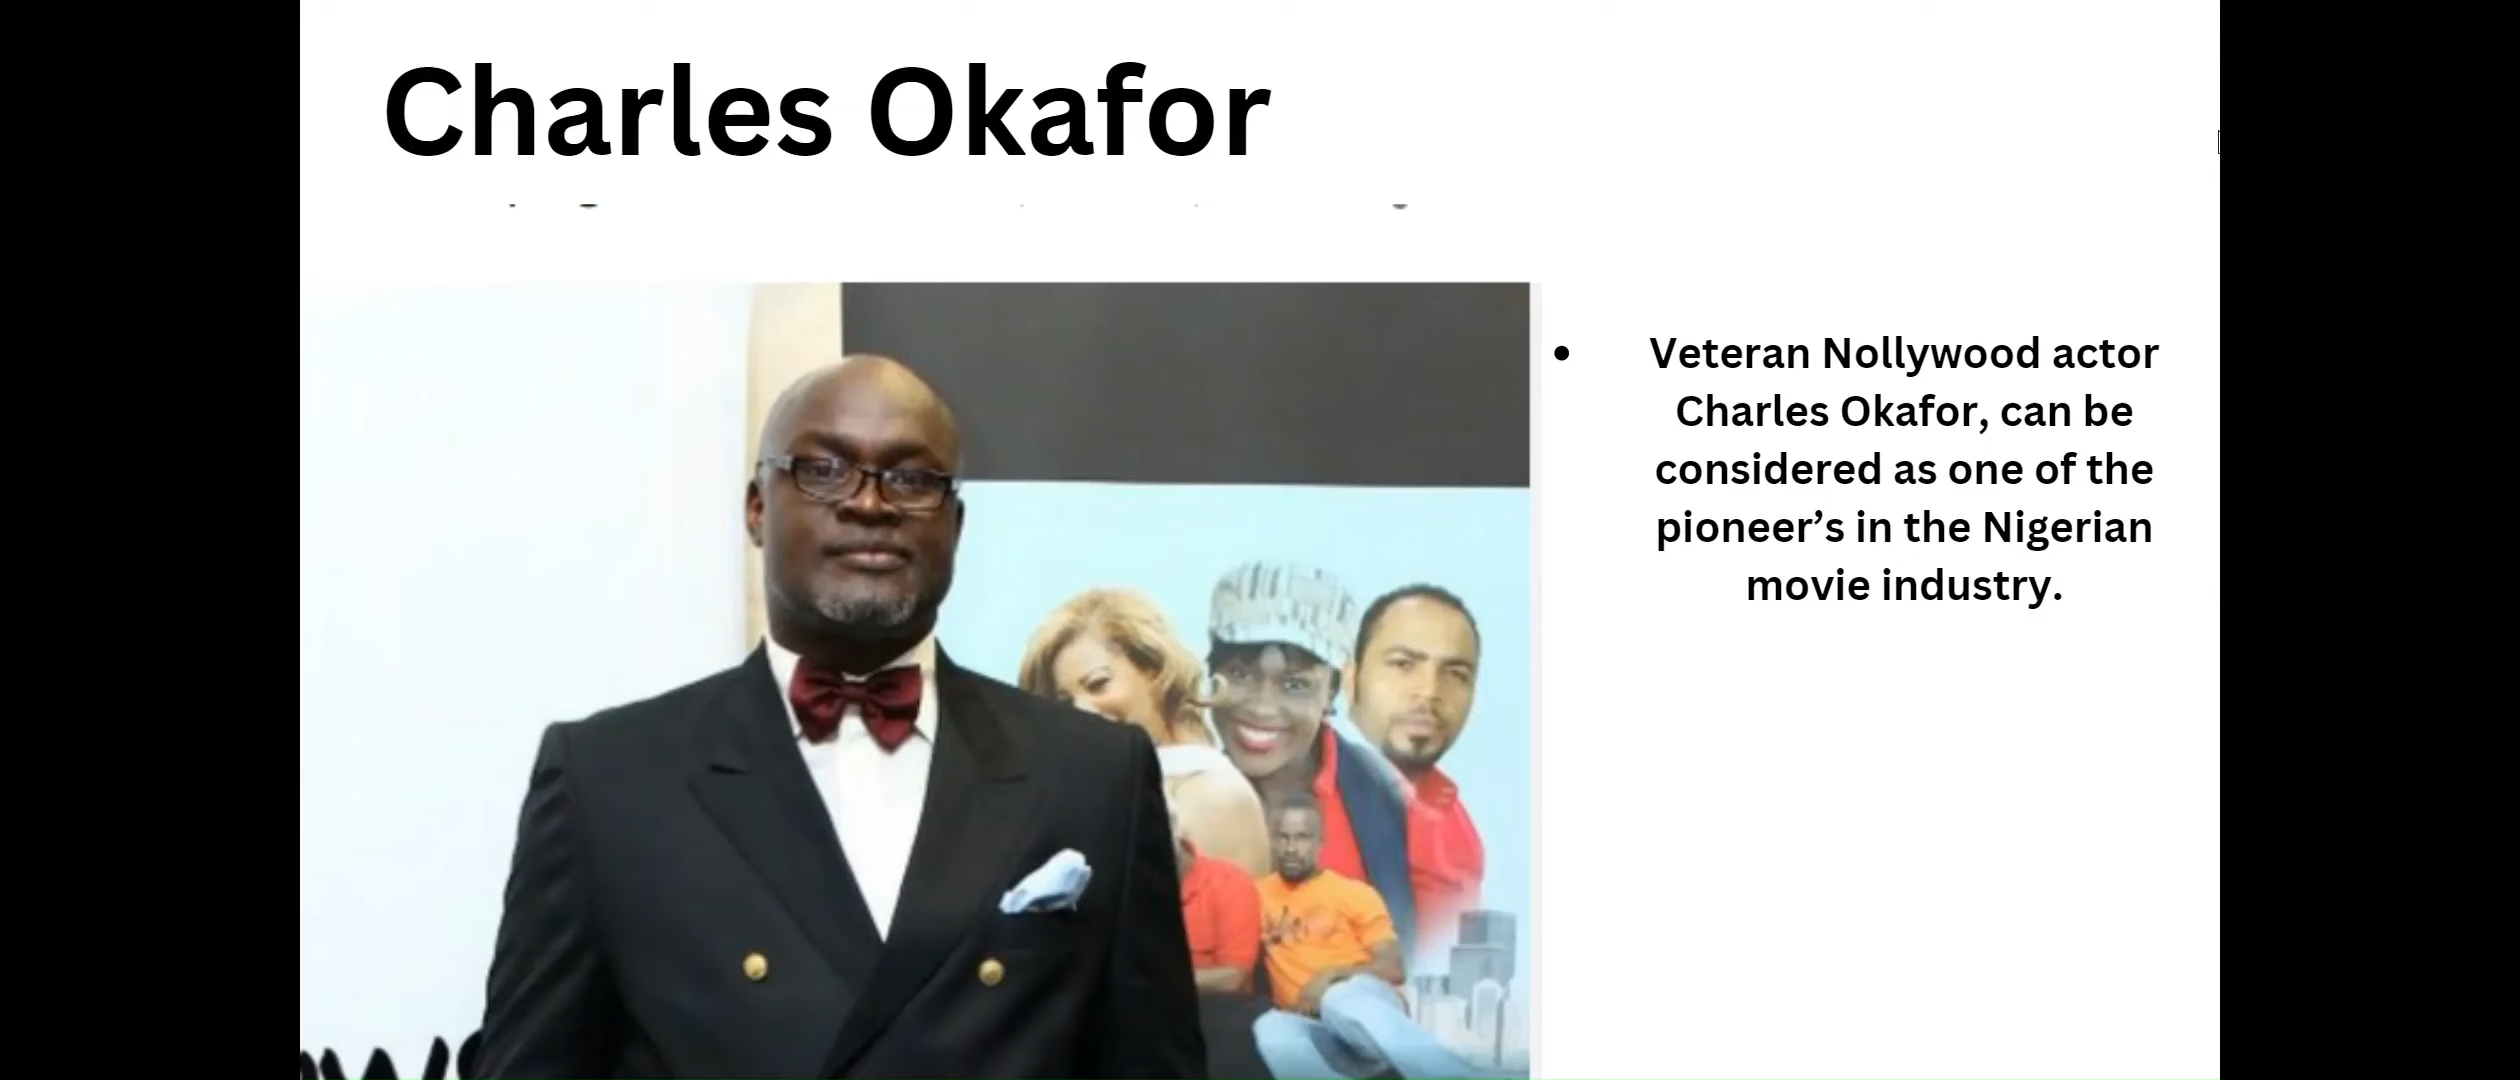 Charles Okafor
• Veteran Nollywood actor
Charles Okafor, can be
considered as one of the
pioneer’s in the Nigerian
movie industry.